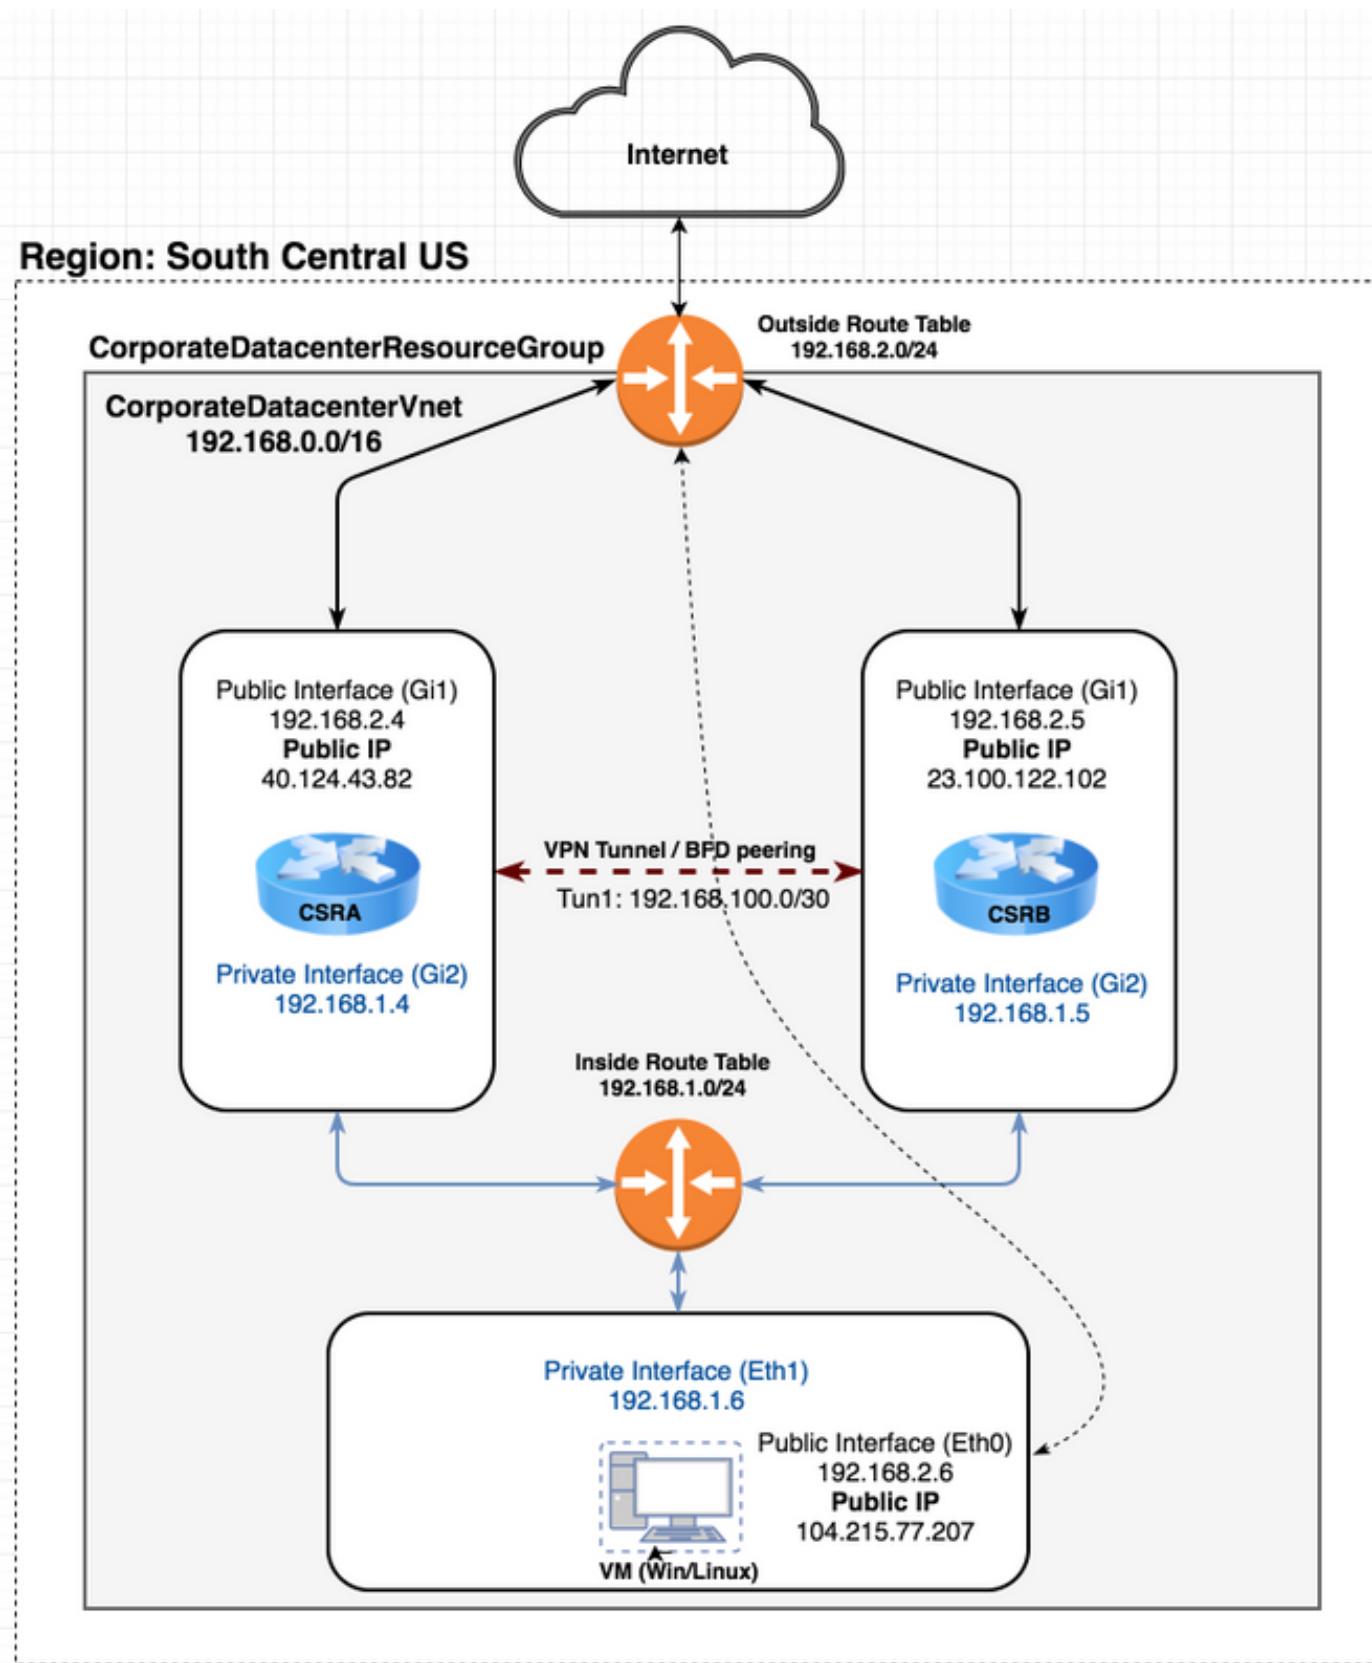 Internet
Region: South Central US
Outside Route Table
192.168.2.0/24
CorporateDatacenterResourceGroup
CorporateDatacenterVnet
192.168.0.0/16
Public Interface (Gi1)
192.168.2.4
Public IP
40.124.43.82
CSRA
Private Interface (Gi2)
192.168.1.4
VPN Tunnel / BFD peering
Tun1: 192.168.100.0/30
Public Interface (Gi1)
192.168.2.5
Public IP
23.100.122.102
CSRB
Private Interface (Gi2)
192.168.1.5
Inside Route Table
192.168.1.0/24
Private Interface (Eth1)
192.168.1.6
Public Interface (Eth0)
192.168.2.6
Public IP
104.215.77.207
VM (Win/Linux)